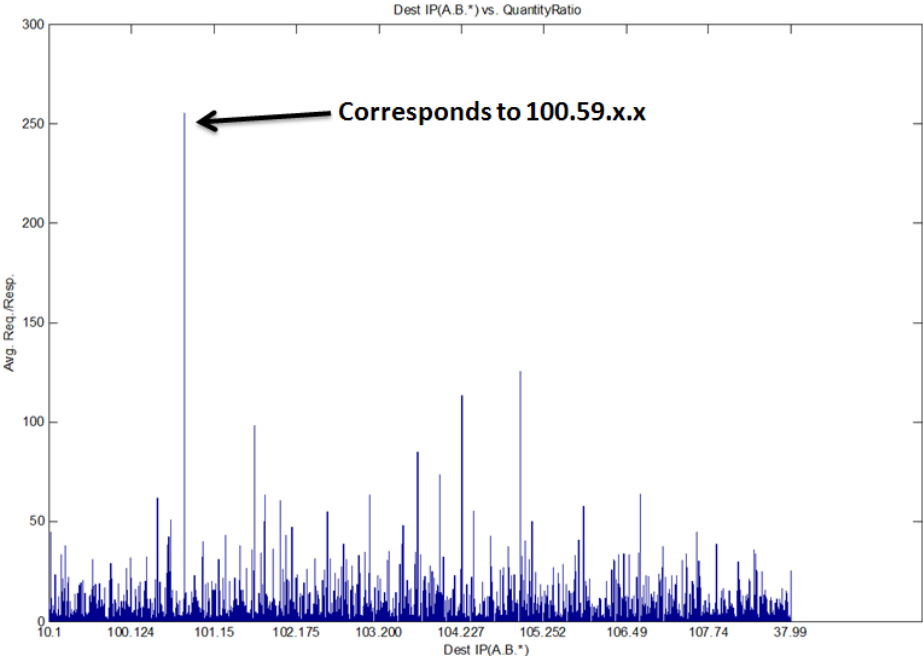 Dest IP(A.B.*) vs. QuantityRatio
300
250
200
150
100
50
0
Avg. Req./Resp.
Corresponds to 100.59.x.x
10.1 100.124 101.15 102.175 103.200 104.227 105.252 106.49 107.74 37.99
Dest IP(A.B.*)